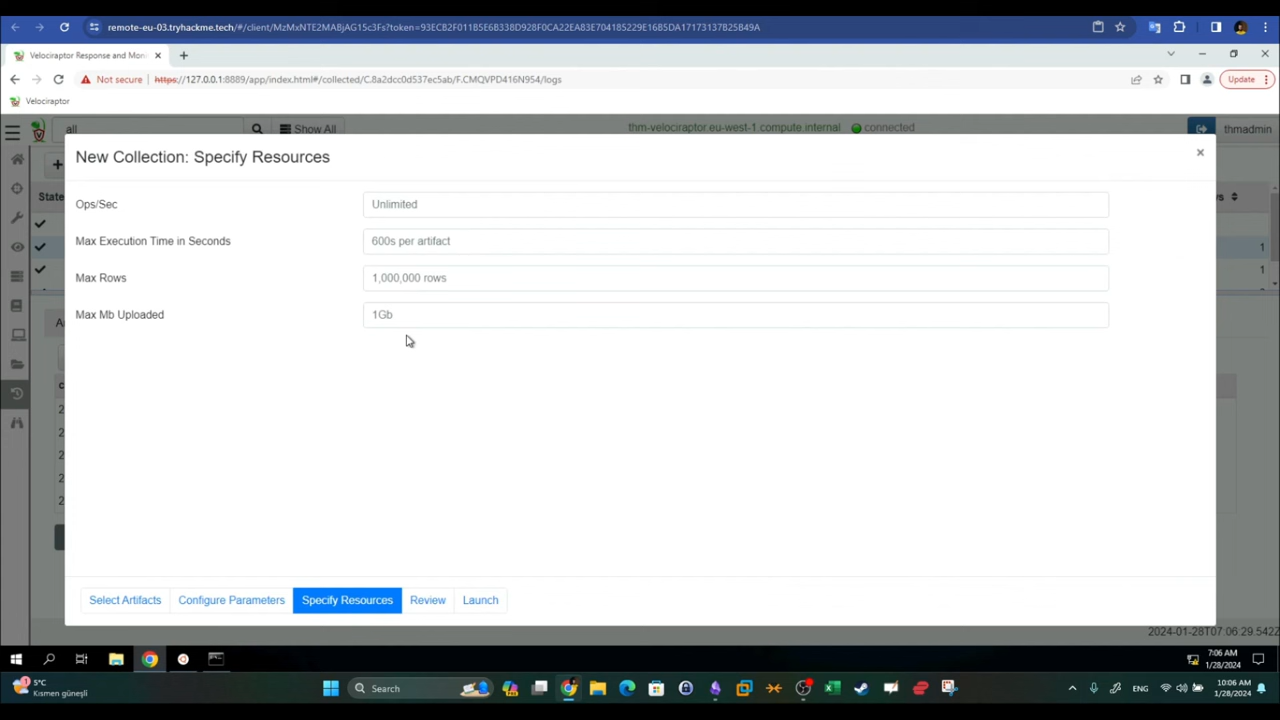 remote-eu-03.tryhackme.tech/#/client/MzMxNTE2MABjAG15c3Fs?token=93ECB2F011B5E6B338D928F0CA22EA83E704185229E16B5DA17173137B25B49A
Velociraptor Response and Mon
Not secure https://127.0.0.1:8889/app/index.html#/collected/C.8a2dcc0d537ec5ab/F.CMQVPD416N954/logs
Update
Velociraptor
all
Show All
thm-velociraptor.eu-west-1.compute.internal connected
thmadmin
New Collection: Specify Resources
State
Ops/Sec Unlimited
Max Execution Time in Seconds 600s per artifact
1
Max Rows 1,000,000 rows
1
Max Mb Uploaded 1Gb
Select Artifacts Configure Parameters Specify Resources Review Launch
2024-01-28T07:06:29.542Z
7:06 AM
1/28/2024
5°C
Kısmen güneşli
Search
ENG
10:06 AM
1/28/2024